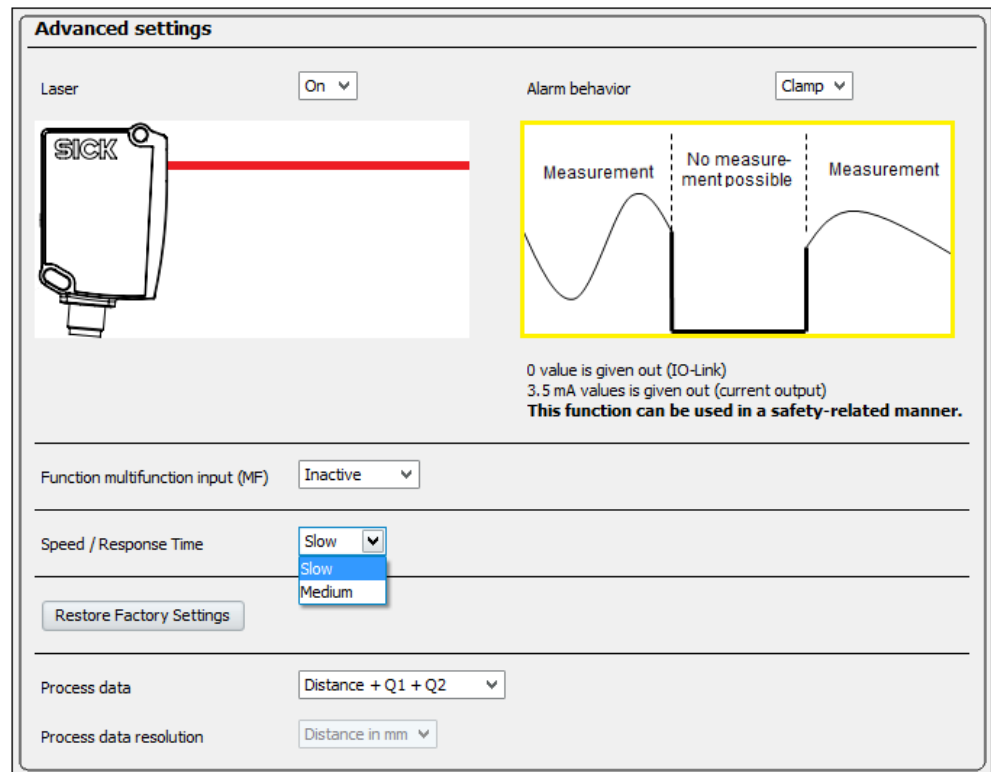 Advanced settings
Laser
On
Alarm behavior
Clamp
SICK
Measurement
No measure-
ment possible
Measurement
0 value is given out (IO-Link)
3.5 mA values is given out (current output)
This function can be used in a safety-related manner.
Function multifunction input (MF)
Inactive
Speed / Response Time
Slow
Slow
Medium
Restore Factory Settings
Process data
Distance + Q1 + Q2
Process data resolution
Distance in mm